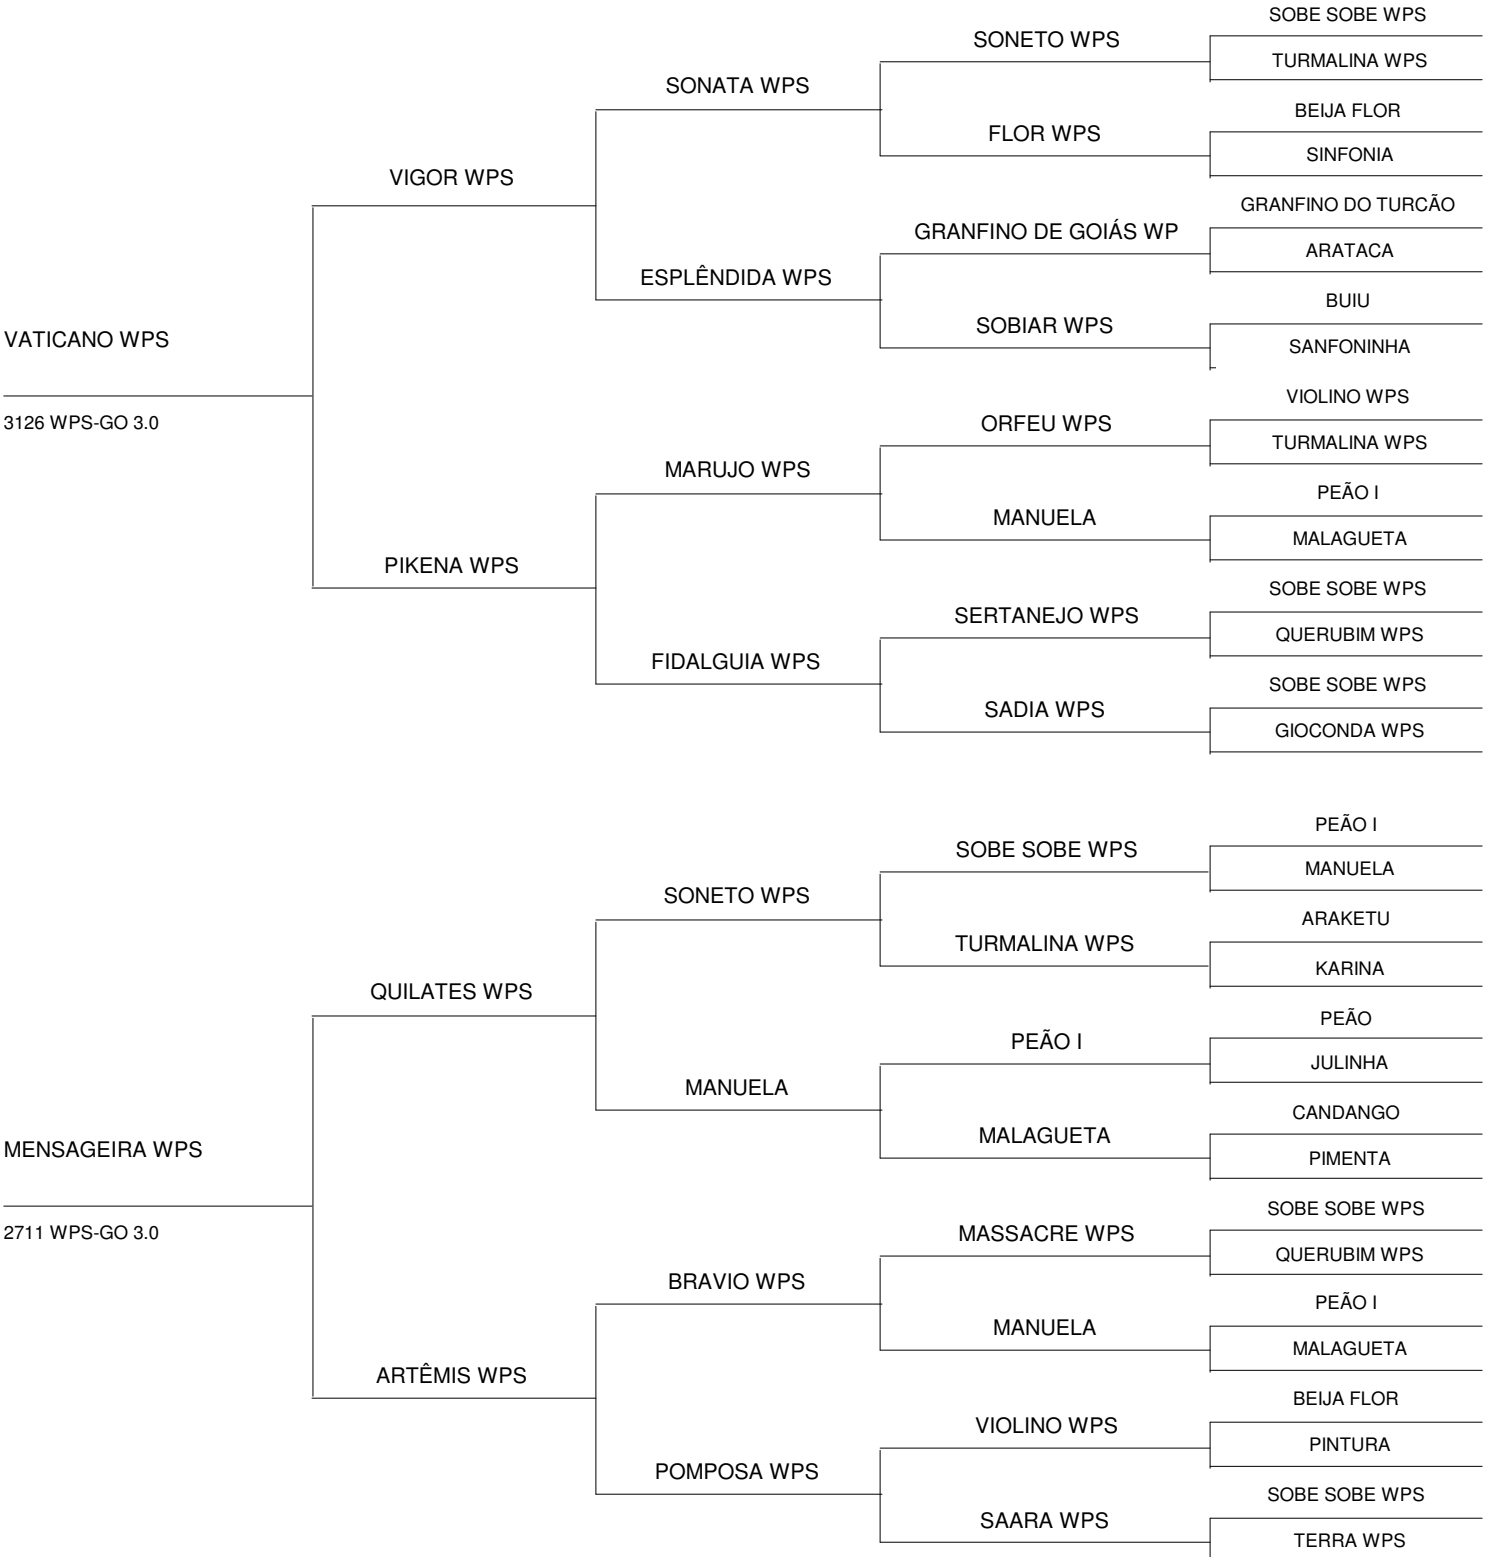 SOBE SOBE WPS
SONETO WPS
TURMALINA WPS
SONATA WPS
BEIJA FLOR
FLOR WPS
SINFONIA
VIGOR WPS
GRANFINO DO TURCÃO
GRANFINO DE GOIÁS WP
ARATACA
ESPLÊNDIDA WPS
BUIU
SOBIAR WPS
SANFONINHA
VATICANO WPS
3126 WPS-GO 3.0
VIOLINO WPS
ORFEU WPS
TURMALINA WPS
MARUJO WPS
PEÃO I
MANUELA
MALAGUETA
PIKENA WPS
SOBE SOBE WPS
SERTANEJO WPS
QUERUBIM WPS
FIDALGUIA WPS
SOBE SOBE WPS
SADIA WPS
GIOCONDA WPS
PEÃO I
SOBE SOBE WPS
MANUELA
SONETO WPS
ARAKETU
TURMALINA WPS
KARINA
QUILATES WPS
PEÃO
PEÃO I
JULINHA
MANUELA
CANDANGO
MALAGUETA
PIMENTA
MENSAGEIRA WPS
2711 WPS-GO 3.0
SOBE SOBE WPS
MASSACRE WPS
QUERUBIM WPS
BRAVIO WPS
PEÃO I
MANUELA
MALAGUETA
ARTÊMIS WPS
BEIJA FLOR
VIOLINO WPS
PINTURA
POMPOSA WPS
SOBE SOBE WPS
SAARA WPS
TERRA WPS